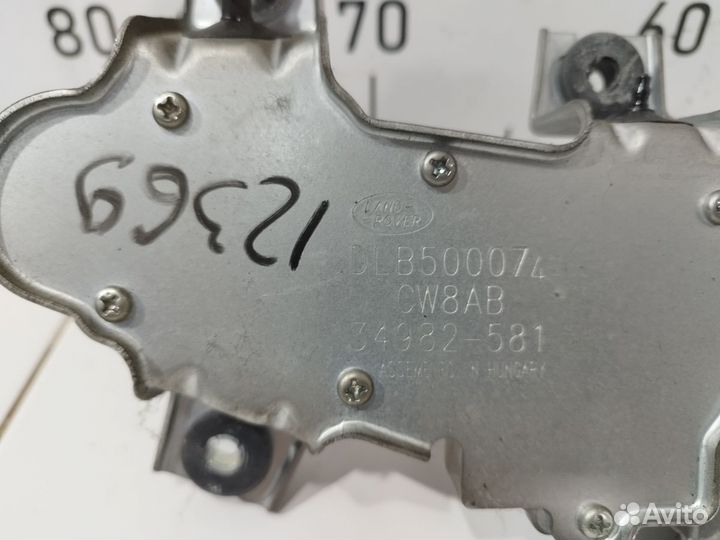 80
70
60
12369
LAND-
ROVER
DLB500074
CW8AB
34982-581
ASSEMBLED IN HUNGARY
Avito